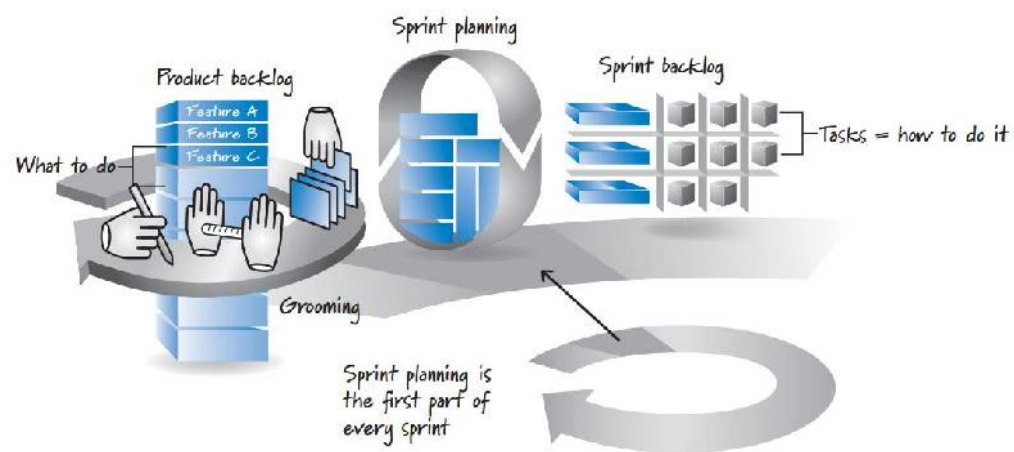 Sprint planning
Product backlog
Sprint backlog
Feature A
Feature B
Feature C
What to do
Tasks = how to do it
Grooming
Sprint planning is
the first part of
every sprint